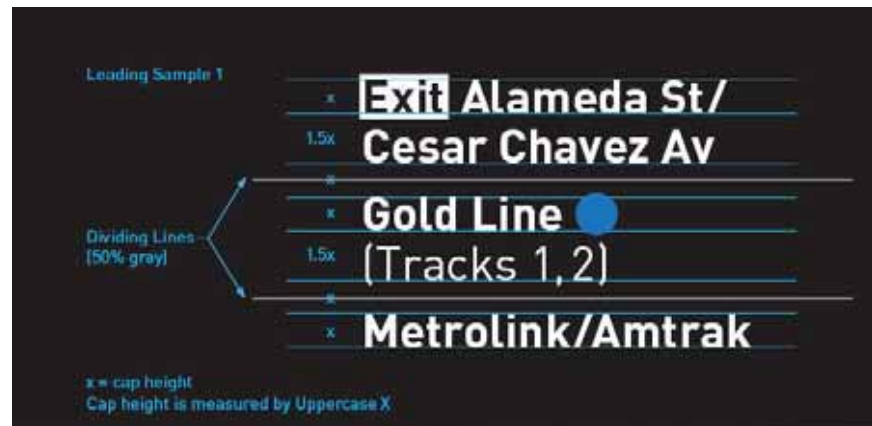 Leading Sample 1
x
Exit Alameda St/
1.5x
Cesar Chavez Av
x
x
Gold Line
Dividing Lines
(50% gray)
1.5x
(Tracks 1, 2)
x
x
Metrolink/Amtrak
x = cap height
Cap height is measured by Uppercase X